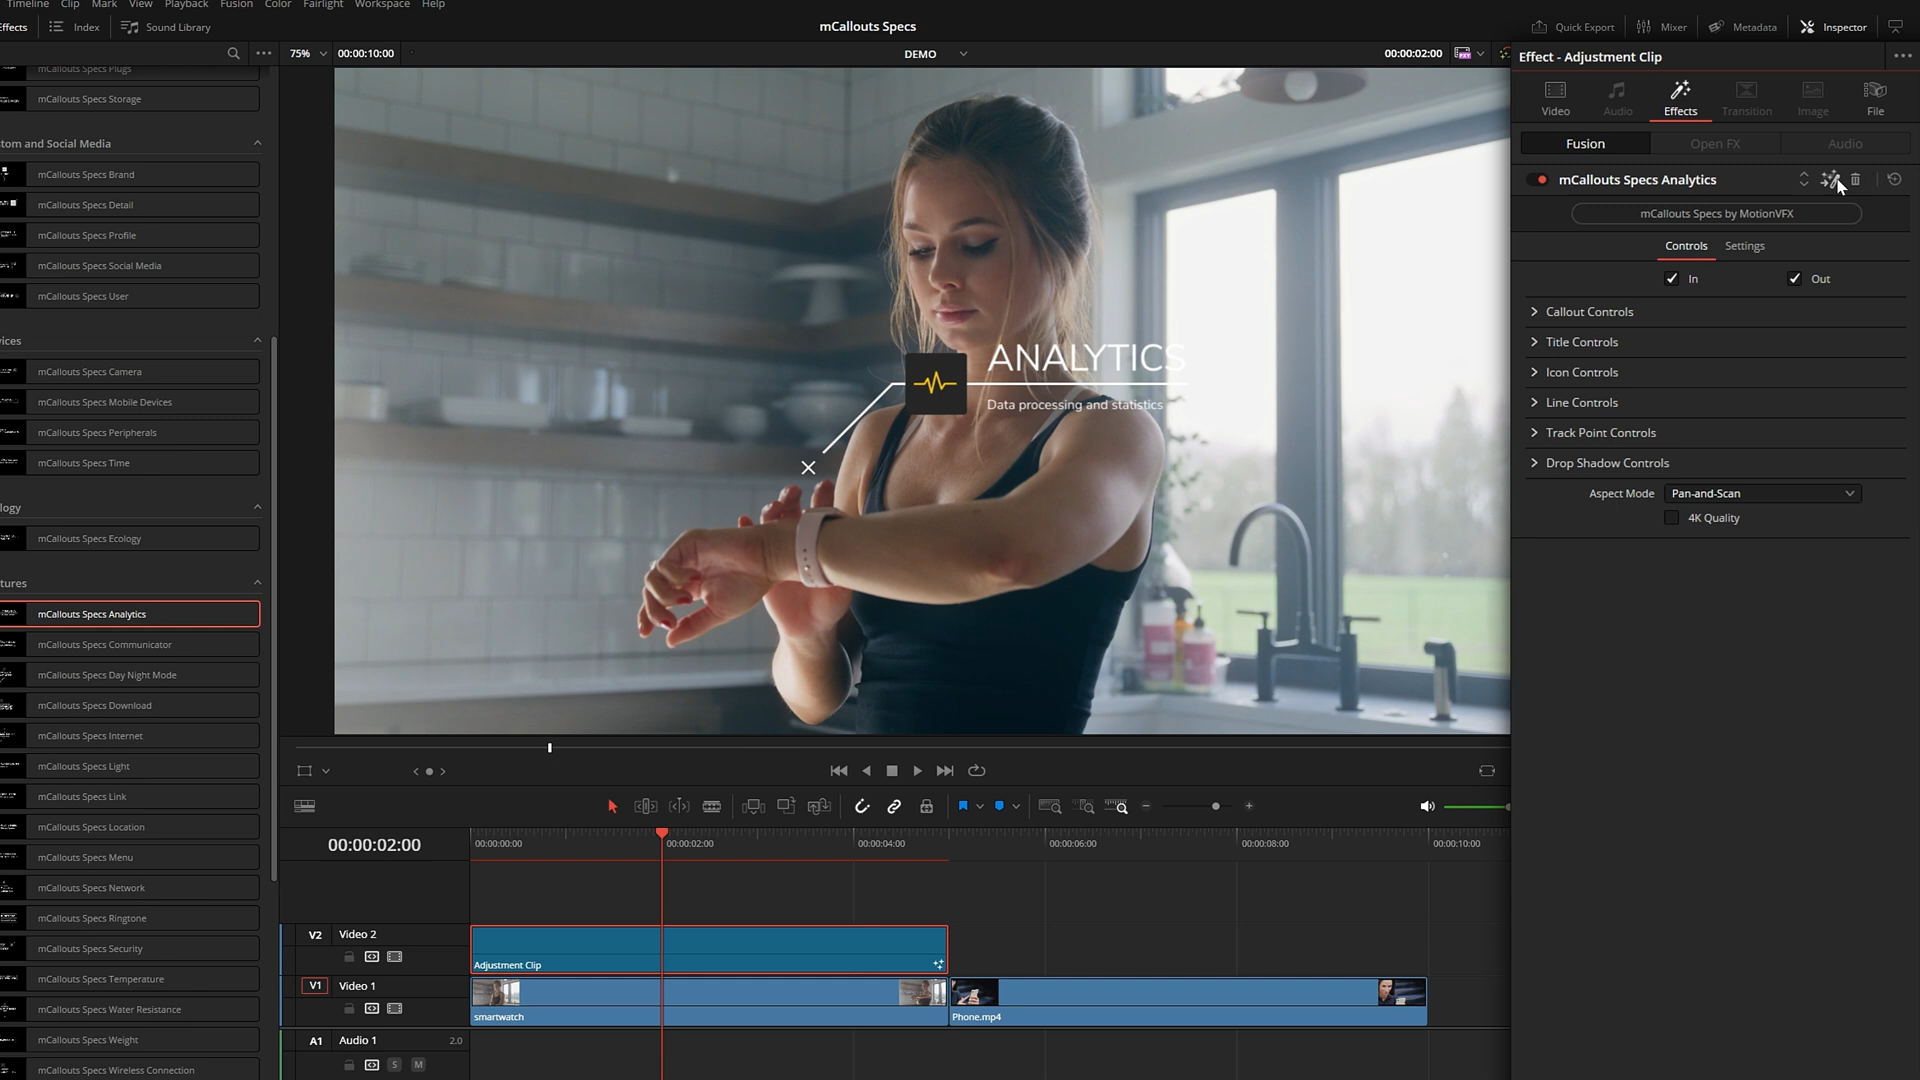 Timeline Clip Mark View Playback Fusion Color Fairlight Workspace Help
Effects Index Sound Library
mCallouts Specs
Quick Export Mixer Metadata Inspector
75% 00:00:10:00
DEMO
00:00:02:00
Effect - Adjustment Clip
mCallouts Specs Plugs
mCallouts Specs Storage
tom and Social Media
mCallouts Specs Brand
mCallouts Specs Detail
mCallouts Specs Profile
mCallouts Specs Social Media
mCallouts Specs User
ices
mCallouts Specs Camera
mCallouts Specs Mobile Devices
mCallouts Specs Peripherals
mCallouts Specs Time
logy
mCallouts Specs Ecology
tures
mCallouts Specs Analytics
mCallouts Specs Communicator
mCallouts Specs Day Night Mode
mCallouts Specs Download
mCallouts Specs Internet
mCallouts Specs Light
mCallouts Specs Link
mCallouts Specs Location
mCallouts Specs Menu
mCallouts Specs Network
mCallouts Specs Ringtone
mCallouts Specs Security
mCallouts Specs Temperature
mCallouts Specs Water Resistance
mCallouts Specs Weight
mCallouts Specs Wireless Connection
ANALYTICS
Data processing and statistics
Video Audio Effects Transition Image File
Fusion Open FX Audio
mCallouts Specs Analytics
mCallouts Specs by MotionVFX
Controls Settings
In Out
Callout Controls
Title Controls
Icon Controls
Line Controls
Track Point Controls
Drop Shadow Controls
Aspect Mode Pan-and-Scan
4K Quality
00:00:02:00
00:00:00:00 00:00:02:00 00:00:04:00 00:00:06:00 00:00:08:00 00:00:10:00
V2 Video 2
Adjustment Clip
V1 Video 1
smartwatch Phone.mp4
A1 Audio 1 2.0
S M